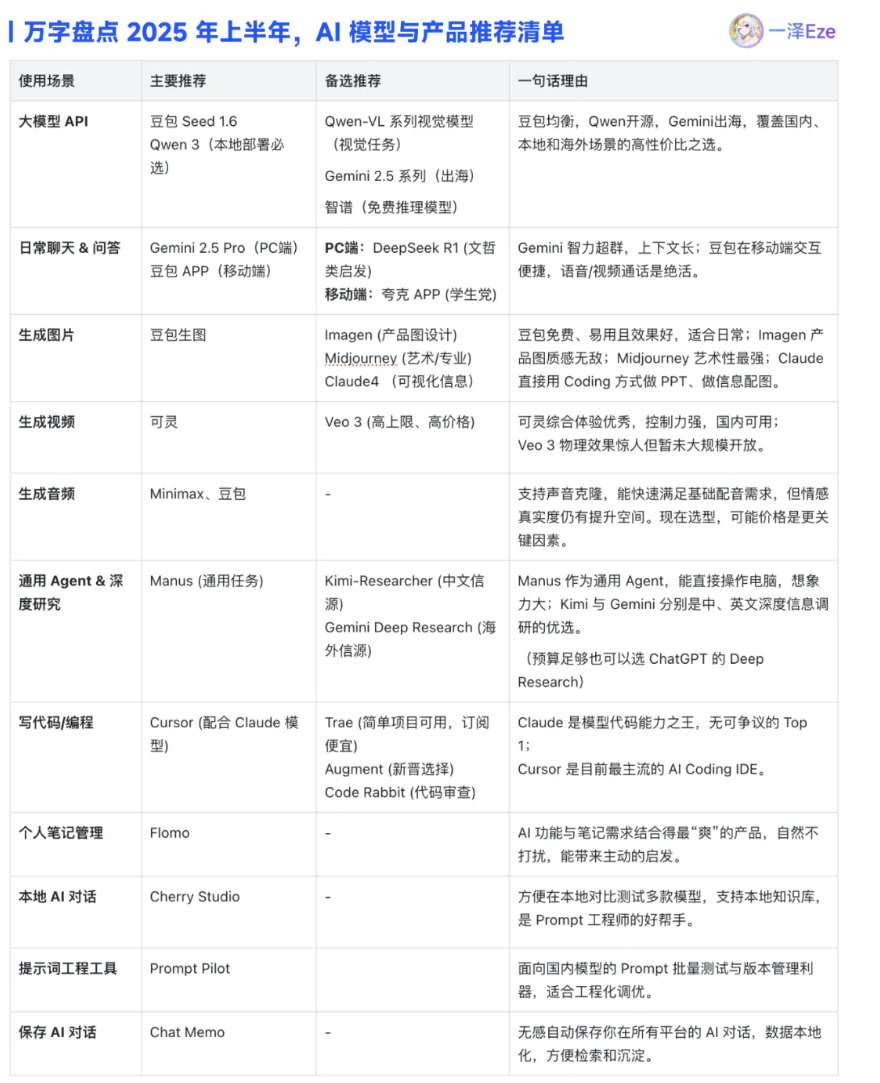 万字盘点 2025 年上半年，AI 模型与产品推荐清单
一泽Eze
使用场景
主要推荐
备选推荐
一句话理由
大模型 API
豆包 Seed 1.6
Qwen 3（本地部署必
选）
Qwen-VL 系列视觉模型
（视觉任务）
Gemini 2.5 系列（出海）
智谱（免费推理模型）
豆包均衡，Qwen开源，Gemini出海，覆盖国内、
本地和海外场景的高性价比之选。
日常聊天 & 问答
Gemini 2.5 Pro（PC端）
豆包 APP（移动端）
PC端：DeepSeek R1 (文哲
类启发)
移动端：夸克 APP (学生党)
Gemini 智力超群，上下文长；豆包在移动端交互
便捷，语音/视频通话是绝活。
生成图片
豆包生图
Imagen (产品图设计)
Midjourney (艺术/专业)
Claude4 （可视化信息）
豆包免费、易用且效果好，适合日常；Imagen 产
品图质感无敌；Midjourney 艺术性最强；Claude
直接用 Coding 方式做 PPT、做信息配图。
生成视频
可灵
Veo 3 (高上限、高价格)
可灵综合体验优秀，控制力强，国内可用；
Veo 3 物理效果惊人但暂未大规模开放。
生成音频
Minimax、豆包
-
支持声音克隆，能快速满足基础配音需求，但情感
真实度仍有提升空间。现在选型，可能价格是更关
键因素。
通用 Agent & 深
度研究
Manus (通用任务)
Kimi-Researcher (中文信
源)
Gemini Deep Research (海
外信源)
Manus 作为通用 Agent，能直接操作电脑，想象
力大；Kimi 与 Gemini 分别是中、英文深度信息调
研的优选。
（预算足够也可以选 ChatGPT 的 Deep
Research）
写代码/编程
Cursor (配合 Claude 模
型)
Trae (简单项目可用，订阅
便宜)
Augment (新晋选择)
Code Rabbit (代码审查)
Claude 是模型代码能力之王，无可争议的 Top
1；
Cursor 是目前最主流的 AI Coding IDE。
个人笔记管理
Flomo
-
AI 功能与笔记需求结合得最“爽”的产品，自然不
打扰，能带来主动的启发。
本地 AI 对话
Cherry Studio
-
方便在本地对比测试多款模型，支持本地知识库，
是 Prompt 工程师的好帮手。
提示词工程工具
Prompt Pilot
面向国内模型的 Prompt 批量测试与版本管理利
器，适合工程化调优。
保存 AI 对话
Chat Memo
-
无感自动保存你在所有平台的 AI 对话，数据本地
化，方便检索和沉淀。